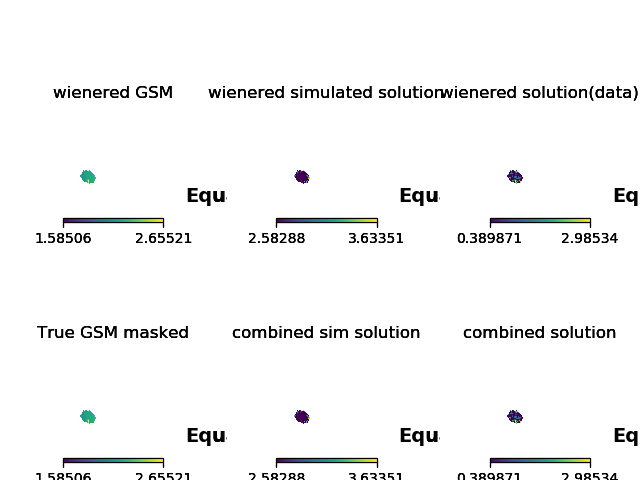 wienered GSM wienered simulated solution wienered solution(data)
Equ Equ Eq
1.58506 2.65521 2.58288 3.63351 0.389871 2.98534
True GSM masked combined sim solution combined solution
Equ Equ Eq
1.58506 2.65521 2.58288 3.63351 0.389871 2.98534